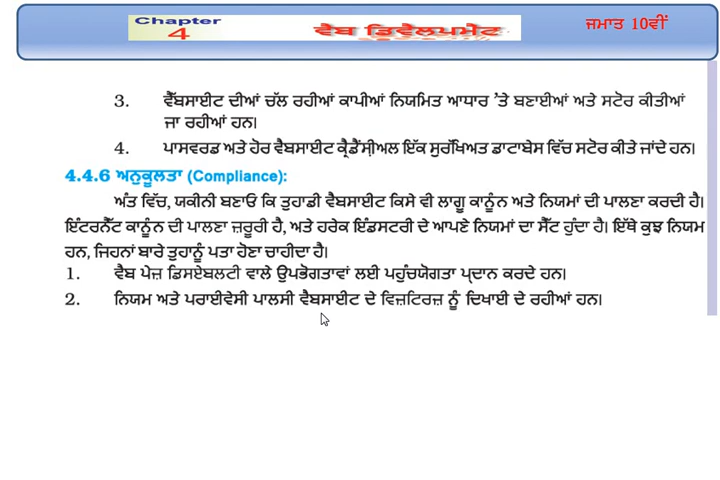 Chapter
4
ਵੈਬ ਡਿਵੈਲਪਮੇਂਟ
ਜਮਾਤ 10ਵੀਂ
3. ਵੈੱਬਸਾਈਟ ਦੀਆਂ ਚੱਲ ਰਹੀਆਂ ਕਾਪੀਆਂ ਨਿਯਮਿਤ ਆਧਾਰ 'ਤੇ ਬਣਾਈਆਂ ਅਤੇ ਸਟੋਰ ਕੀਤੀਆਂ
ਜਾ ਰਹੀਆਂ ਹਨ।
4. ਪਾਸਵਰਡ ਅਤੇ ਹੋਰ ਵੈਬਸਾਈਟ ਕ੍ਰੈਡੈਂਸੀ਼ਅਲ ਇੱਕ ਸੁਰੱਖਿਅਤ ਡਾਟਾਬੇਸ ਵਿੱਚ ਸਟੋਰ ਕੀਤੇ ਜਾਂਦੇ ਹਨ।
4.4.6 ਅਨੁਕੂਲਤਾ (Compliance):
ਅੰਤ ਵਿੱਚ, ਯਕੀਨੀ ਬਣਾਓ ਕਿ ਤੁਹਾਡੀ ਵੈਬਸਾਈਟ ਕਿਸੇ ਵੀ ਲਾਗੂ ਕਾਨੂੰਨ ਅਤੇ ਨਿਯਮਾਂ ਦੀ ਪਾਲਣਾ ਕਰਦੀ ਹੈ।
ਇੰਟਰਨੈੱਟ ਕਾਨੂੰਨ ਦੀ ਪਾਲਣਾ ਜ਼ਰੂਰੀ ਹੈ, ਅਤੇ ਹਰੇਕ ਇੰਡਸਟਰੀ ਦੇ ਆਪਣੇ ਨਿਯਮਾਂ ਦਾ ਸੈੱਟ ਹੁੰਦਾ ਹੈ। ਇੱਥੇ ਕੁਝ ਨਿਯਮ
ਹਨ, ਜਿਹਨਾਂ ਬਾਰੇ ਤੁਹਾਨੂੰ ਪਤਾ ਹੋਣਾ ਚਾਹੀਦਾ ਹੈ।
1. ਵੈਬ ਪੇਜ਼ ਡਿਸਏਬਲਟੀ ਵਾਲੇ ਉਪਭੋਗਤਾਵਾਂ ਲਈ ਪਹੁੰਚਯੋਗਤਾ ਪ੍ਰਦਾਨ ਕਰਦੇ ਹਨ।
2. ਨਿਯਮ ਅਤੇ ਪਰਾਈਵੇਸੀ ਪਾਲਸੀ ਵੈਬਸਾਈਟ ਦੇ ਵਿਜ਼ਟਿਰਜ਼ ਨੂੰ ਦਿਖਾਈ ਦੇ ਰਹੀਆਂ ਹਨ।